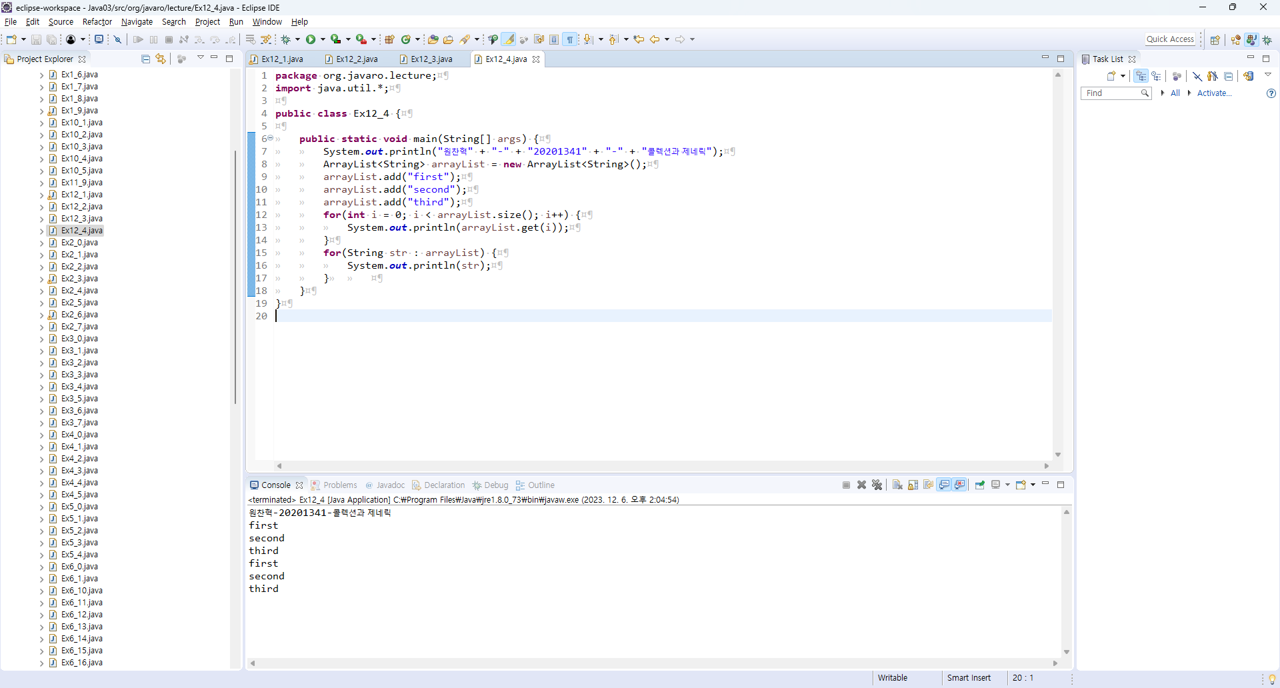 eclipse-workspace - Java03/src/org/javaro/lecture/Ex12_4.java - Eclipse IDE
File Edit Source Refactor Navigate Search Project Run Window Help
Quick Access
Project Explorer
Ex1_6.java
Ex1_7.java
Ex1_8.java
Ex1_9.java
Ex10_1.java
Ex10_2.java
Ex10_3.java
Ex10_4.java
Ex10_5.java
Ex11_9.java
Ex12_1.java
Ex12_2.java
Ex12_3.java
Ex12_4.java
Ex2_0.java
Ex2_1.java
Ex2_2.java
Ex2_3.java
Ex2_4.java
Ex2_5.java
Ex2_6.java
Ex2_7.java
Ex3_0.java
Ex3_1.java
Ex3_2.java
Ex3_3.java
Ex3_4.java
Ex3_5.java
Ex3_6.java
Ex3_7.java
Ex4_0.java
Ex4_1.java
Ex4_2.java
Ex4_3.java
Ex4_4.java
Ex4_5.java
Ex5_0.java
Ex5_1.java
Ex5_2.java
Ex5_3.java
Ex5_4.java
Ex6_0.java
Ex6_1.java
Ex6_10.java
Ex6_11.java
Ex6_12.java
Ex6_13.java
Ex6_14.java
Ex6_15.java
Ex6_16.java
Ex12_1.java Ex12_2.java Ex12_3.java Ex12_4.java
1 package org.javaro.lecture;¤¶
2 import java.util.*;¤¶
3 ¤¶
4 public class Ex12_4 {¤¶
5 ¤¶
6 » public static void main(String[] args) {¤¶
7 » » System.out.println("원찬혁" + "-" + "20201341" + "-" + "콜렉션과 제네릭");¤¶
8 » » ArrayList<String> arrayList = new ArrayList<String>();¤¶
9 » » arrayList.add("first");¤¶
10 » » arrayList.add("second");¤¶
11 » » arrayList.add("third");¤¶
12 » » for(int i = 0; i < arrayList.size(); i++) {¤¶
13 » » » System.out.println(arrayList.get(i));¤¶
14 » » }¤¶
15 » » for(String str : arrayList) {¤¶
16 » » » System.out.println(str);¤¶
17 » » }» » ¤¶
18 » }¤¶
19 }¤¶
20
Console Problems Javadoc Declaration Debug Outline
<terminated> Ex12_4 [Java Application] C:₩Program Files₩Java₩jre1.8.0_73₩bin₩javaw.exe (2023. 12. 6. 오후 2:04:54)
원찬혁-20201341-콜렉션과 제네릭
first
second
third
first
second
third
Task List
Find All Activate...
Writable Smart Insert 20 : 1